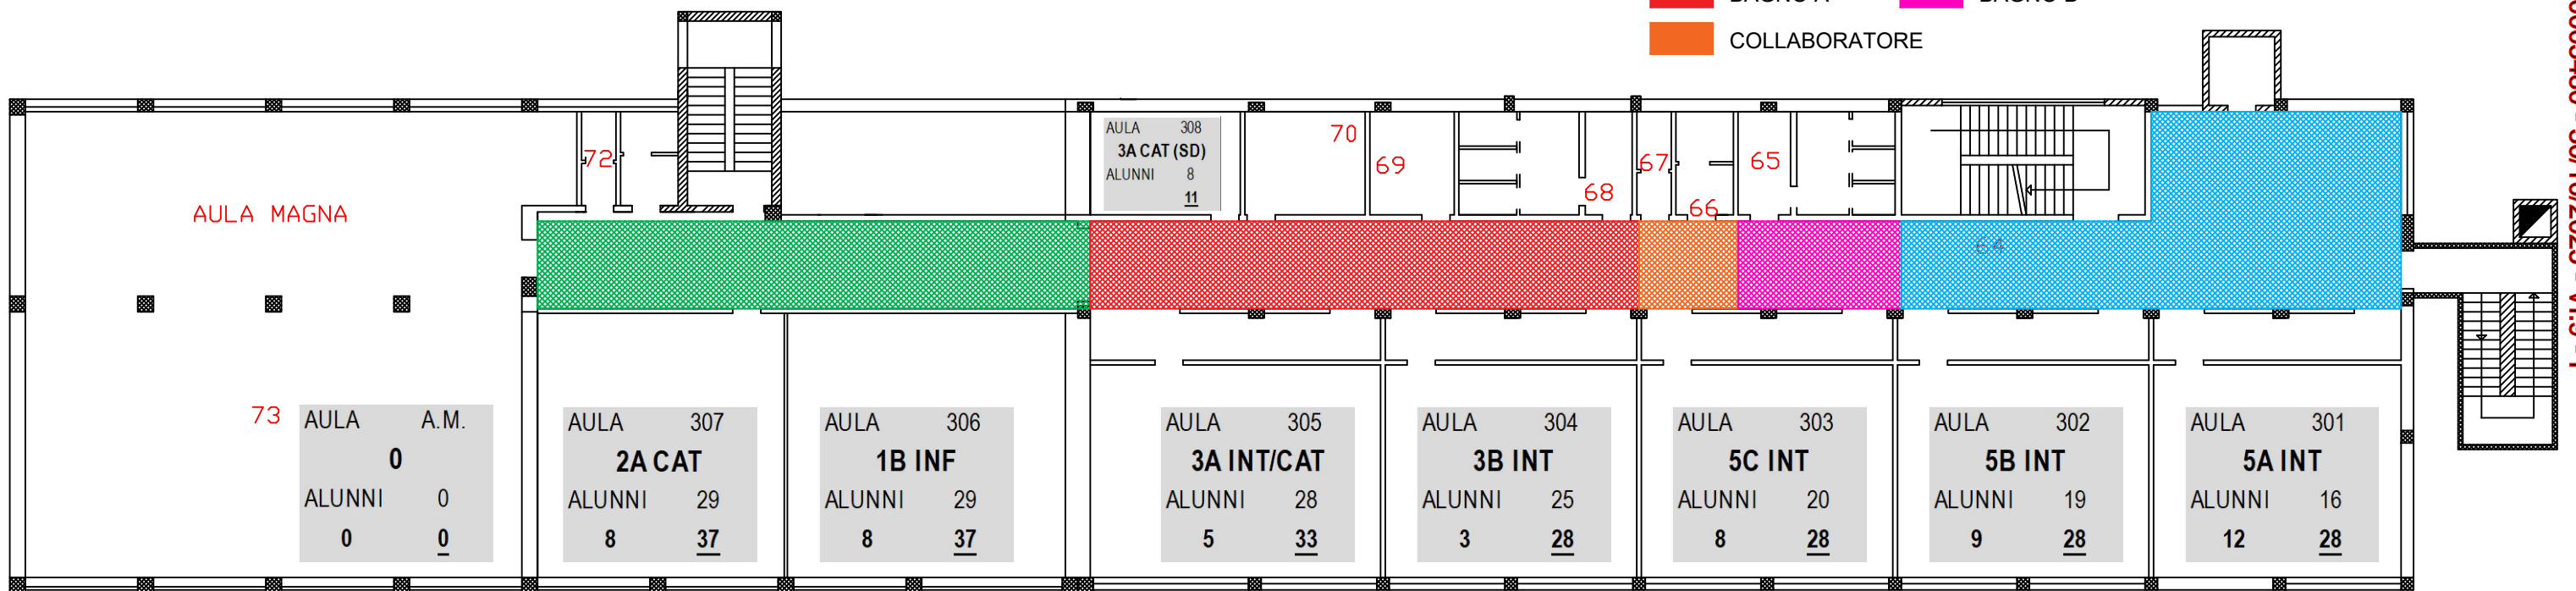 BAGNO A BAGNO B
COLLABORATORE
AULA 308
3A CAT (SD)
ALUNNI 8
11
70
69
72
67
65
68
66
AULA MAGNA
64
73
AULA A.M.
0
ALUNNI 0
0 0
AULA 307
2A CAT
ALUNNI 29
8 37
AULA 306
1B INF
ALUNNI 29
8 37
AULA 305
3A INT/CAT
ALUNNI 28
5 33
AULA 304
3B INT
ALUNNI 25
3 28
AULA 303
5C INT
ALUNNI 20
8 28
AULA 302
5B INT
ALUNNI 19
9 28
AULA 301
5A INT
ALUNNI 16
12 28